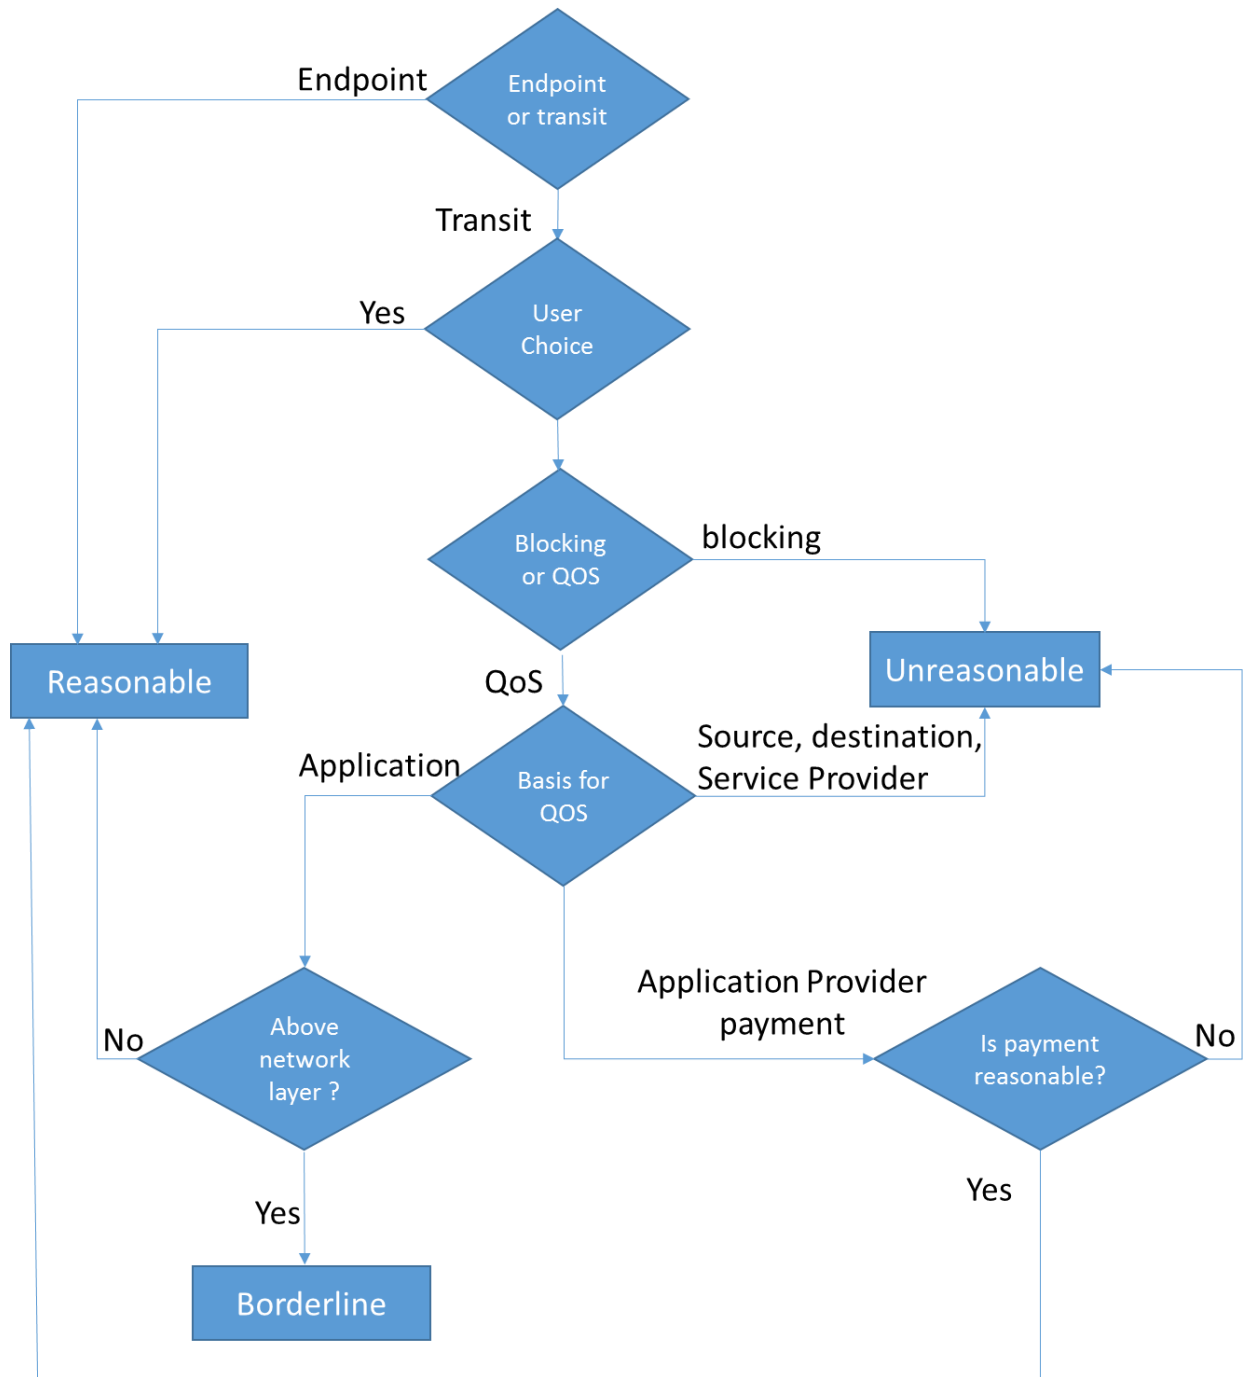 Endpoint
Endpoint
or transit
Transit
Yes
User
Choice
blocking
Blocking
or QOS
Reasonable
QoS
Unreasonable
Application
Basis for
QOS
Source, destination,
Service Provider
No
Above
network
layer ?
Application Provider
payment
Is payment
reasonable?
No
Yes
Yes
Borderline